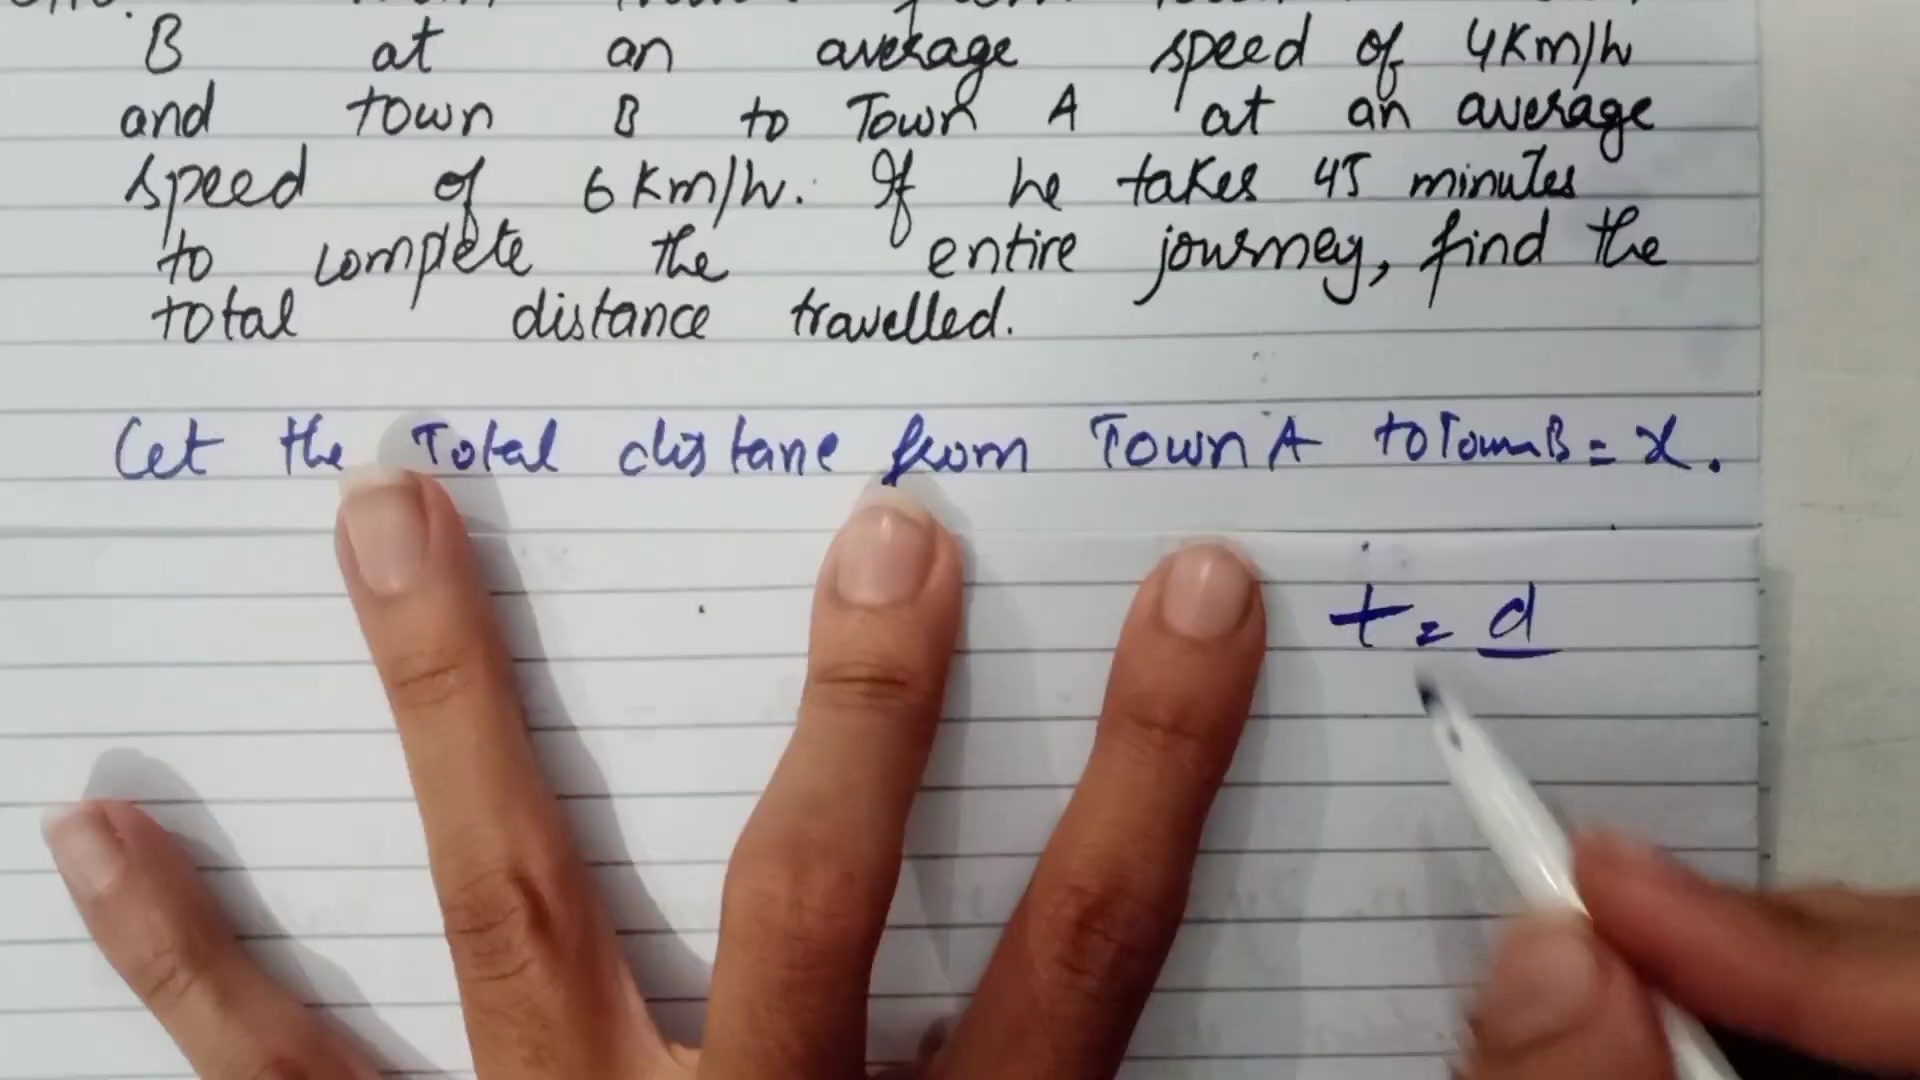 B at an average speed of 4Km/h
and town B to Town A at an average
speed of 6Km/h. If he takes 45 minutes
to complete the entire journey, find the
total distance travelled.
Let the Total distane from Town A to Town B = x.
t = d